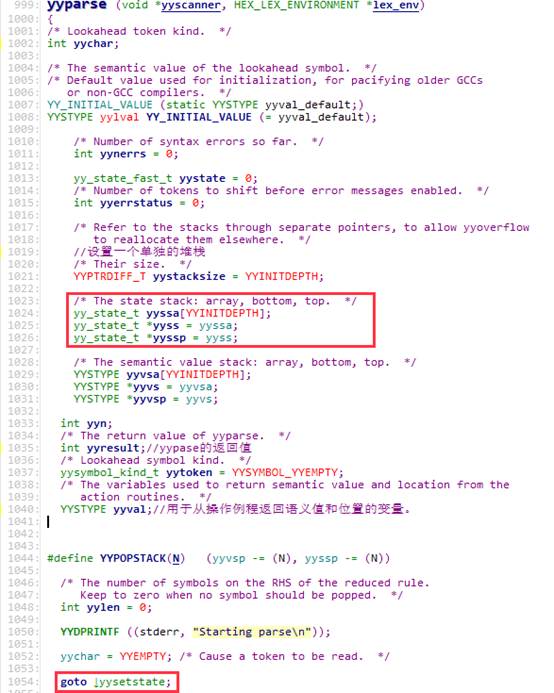 999: yyparse (void *yyscanner, HEX_LEX_ENVIRONMENT *lex_env)
1000: {
1001: /* Lookahead token kind.  */
1002: int yychar;
1003:
1004: /* The semantic value of the lookahead symbol.  */
1005: /* Default value used for initialization, for pacifying older GCCs
1006:    or non-GCC compilers.  */
1007: YY_INITIAL_VALUE (static YYSTYPE yyval_default;)
1008: YYSTYPE yylval YY_INITIAL_VALUE (= yyval_default);
1009:
1010:     /* Number of syntax errors so far.  */
1011:     int yynerrs = 0;
1012:
1013:     yy_state_fast_t yystate = 0;
1014:     /* Number of tokens to shift before error messages enabled.  */
1015:     int yyerrstatus = 0;
1016:
1017:     /* Refer to the stacks through separate pointers, to allow yyoverflow
1018:        to reallocate them elsewhere.  */
1019:     //设置一个单独的堆栈
1020:     /* Their size.  */
1021:     YYPTRDIFF_T yystacksize = YYINITDEPTH;
1022:
1023:     /* The state stack: array, bottom, top.  */
1024:     yy_state_t yyssa[YYINITDEPTH];
1025:     yy_state_t *yyss = yyssa;
1026:     yy_state_t *yyssp = yyss;
1027:
1028:     /* The semantic value stack: array, bottom, top.  */
1029:     YYSTYPE yyvsa[YYINITDEPTH];
1030:     YYSTYPE *yyvs = yyvsa;
1031:     YYSTYPE *yyvsp = yyvs;
1032:
1033:   int yyn;
1034:   /* The return value of yyparse.  */
1035:   int yyresult;//yypase的返回值
1036:   /* Lookahead symbol kind.  */
1037:   yysymbol_kind_t yytoken = YYSYMBOL_YYEMPTY;
1038:   /* The variables used to return semantic value and location from the
1039:      action routines.  */
1040:   YYSTYPE yyval;//用于从操作例程返回语义值和位置的变量。
1041:
1044: #define YYPOPSTACK(N)   (yyvsp -= (N), yyssp -= (N))
1045:
1046:   /* The number of symbols on the RHS of the reduced rule.
1047:      Keep to zero when no symbol should be popped.  */
1048:   int yylen = 0;
1049:
1050:   YYDPRINTF ((stderr, "Starting parse\n"));
1051:
1052:   yychar = YYEMPTY; /* Cause a token to be read.  */
1053:
1054:   goto ↓yysetstate;